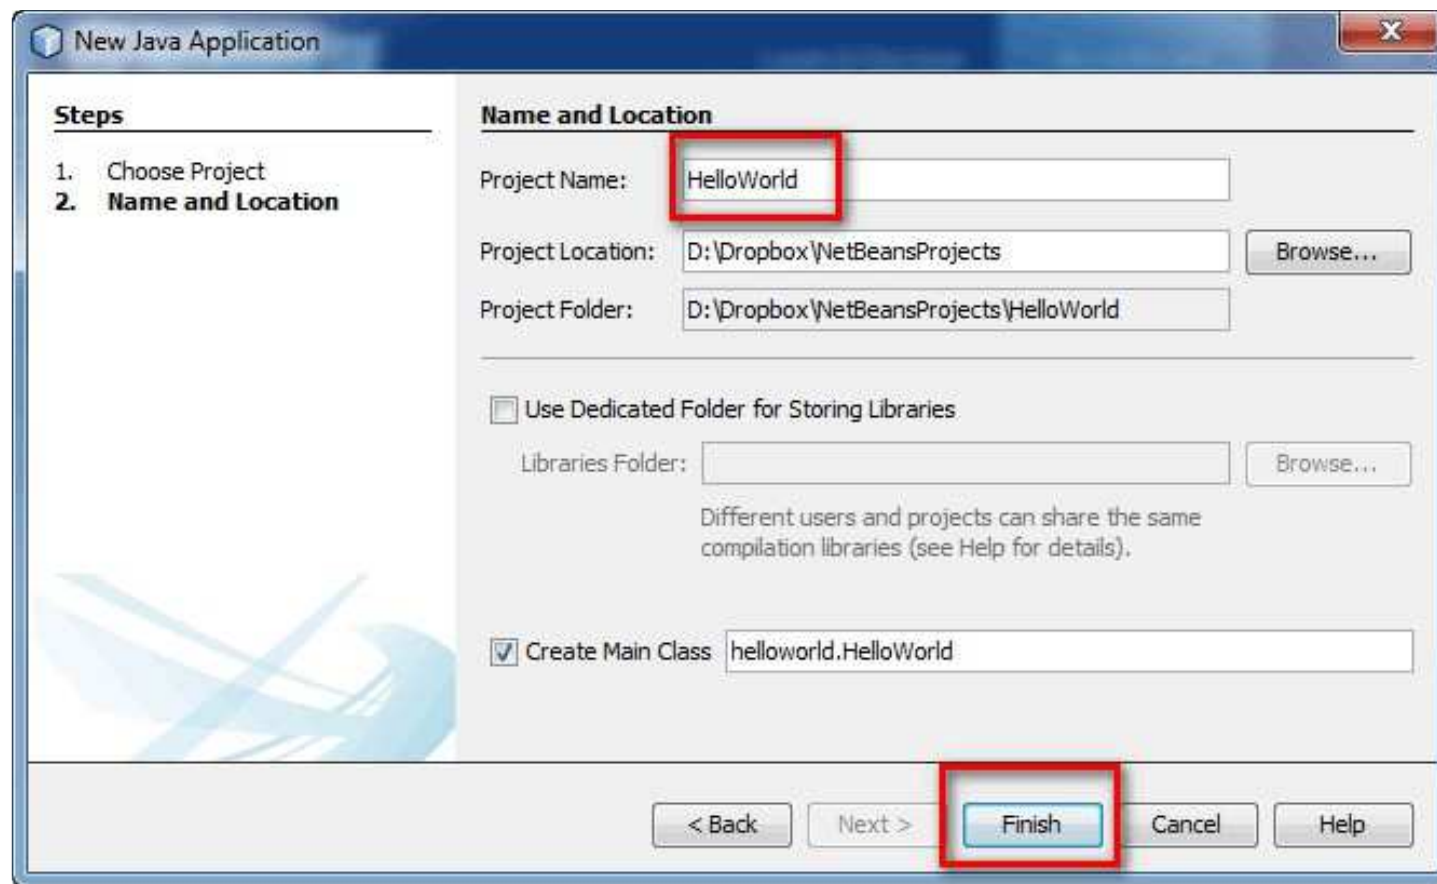 New Java Application
Steps
1. Choose Project
2. Name and Location
Name and Location
Project Name: HelloWorld
Project Location: D:\Dropbox\NetBeansProjects Browse...
Project Folder: D:\Dropbox\NetBeansProjects\HelloWorld
Use Dedicated Folder for Storing Libraries
Libraries Folder: Browse...
Different users and projects can share the same
compilation libraries (see Help for details).
Create Main Class helloworld.HelloWorld
< Back Next > Finish Cancel Help